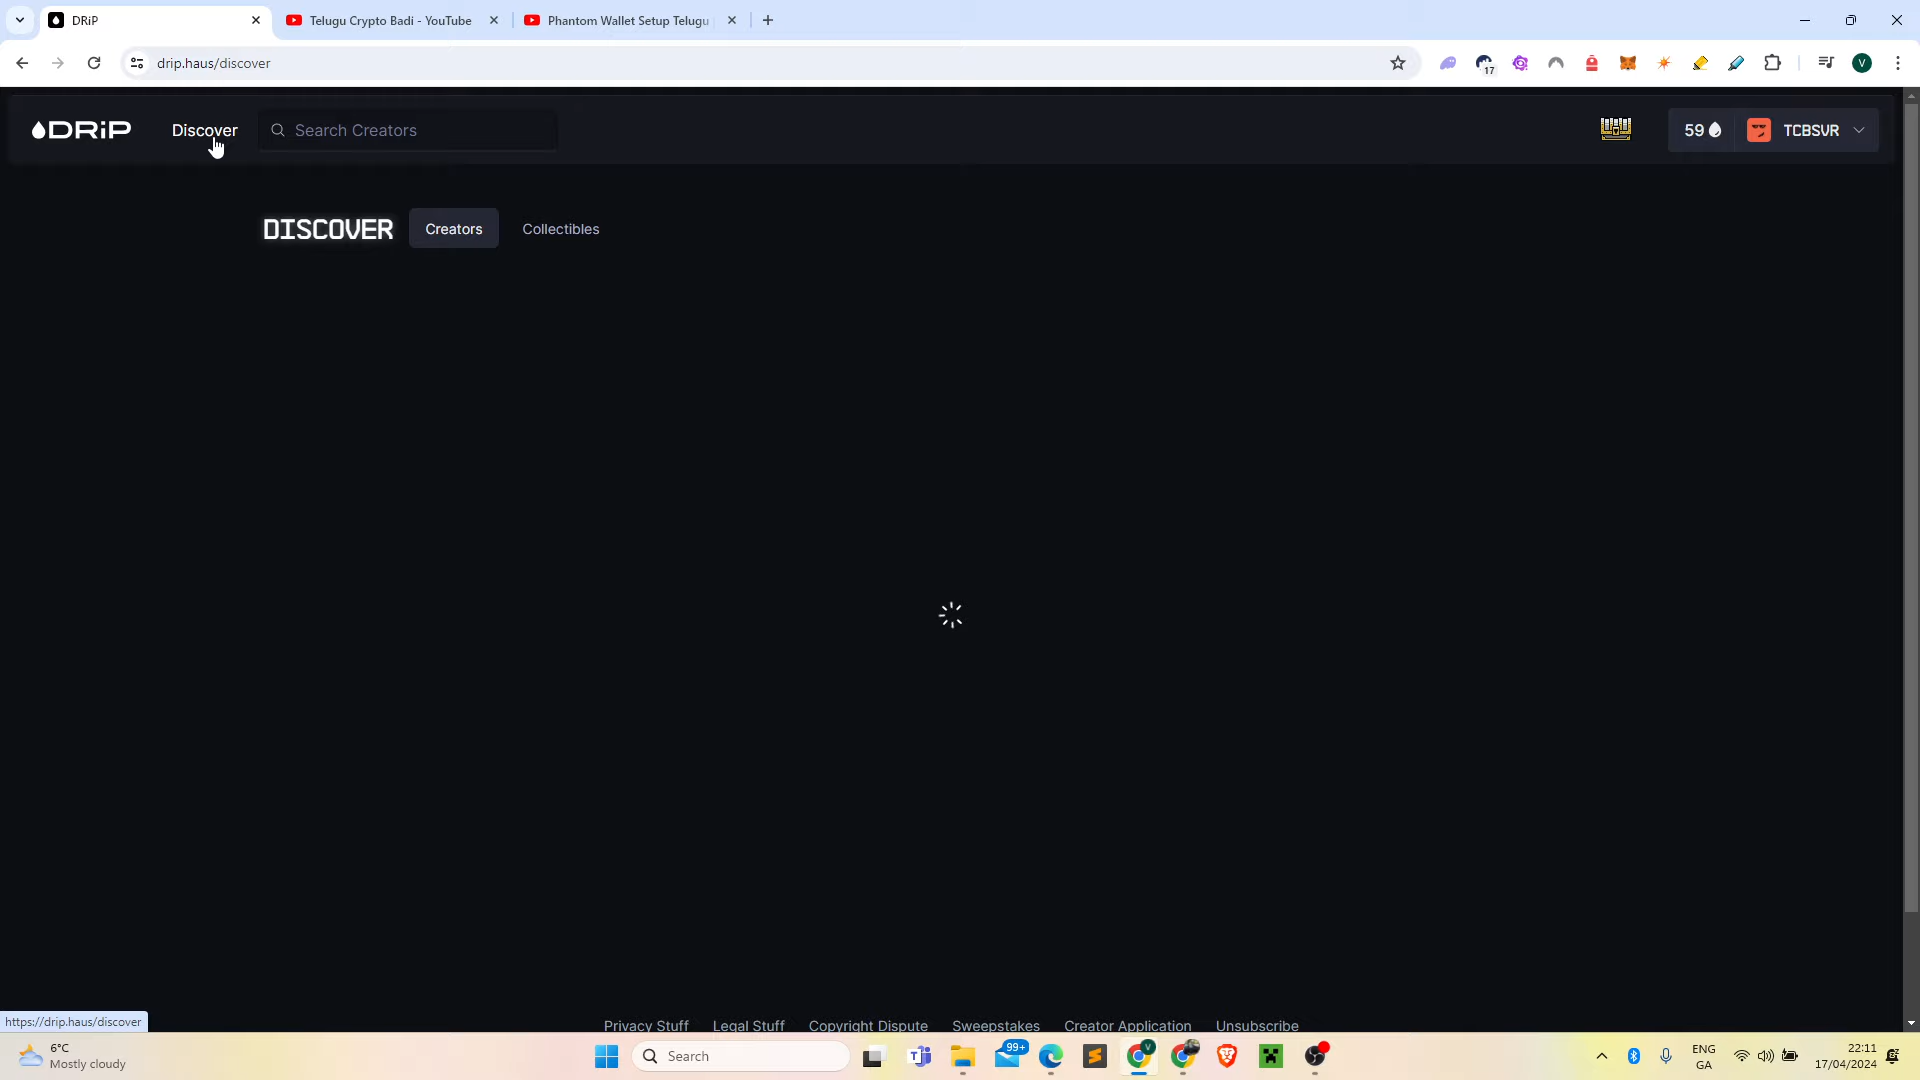 DRiP
Telugu Crypto Badi - YouTube
Phantom Wallet Setup Telugu
drip.haus/discover
17
V
DRiP
Discover
Search Creators
59
TCBSVR
DISCOVER
Creators
Collectibles
Privacy Stuff
Legal Stuff
Copyright Dispute
Sweepstakes
Creator Application
Unsubscribe
https://drip.haus/discover
6°C
Mostly cloudy
Search
99+
V
ENG
GA
22:11
17/04/2024